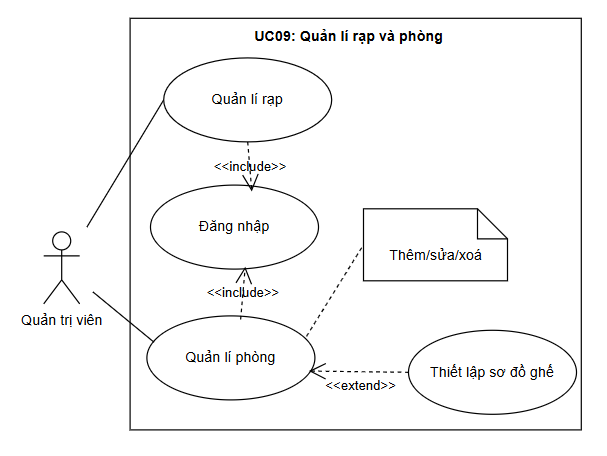 UC09: Quản lí rạp và phòng
Quản lí rạp
<<include>>
Đăng nhập
Thêm/sửa/xoá
<<include>>
Quản trị viên
Quản lí phòng
Thiết lập sơ đồ ghế
<<extend>>